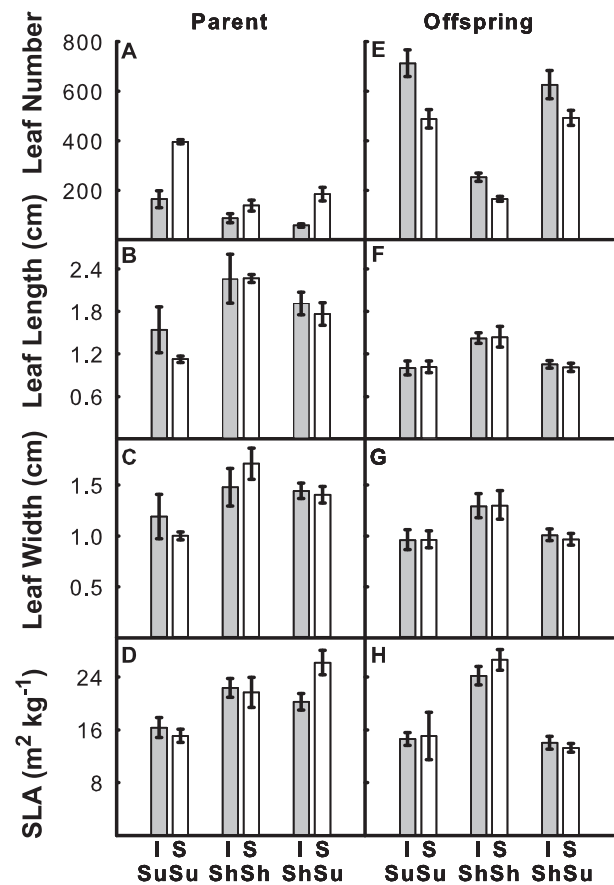 Parent Offspring
Leaf Number
800
600
400
200
A
E
Leaf Length (cm)
2.4
1.8
1.2
0.6
B
F
Leaf Width (cm)
1.5
1.0
0.5
C
G
SLA (m² kg⁻¹)
24
16
8
D
H
I S I S I S I S I S I S
SuSu ShSh ShSu SuSu ShSh ShSu